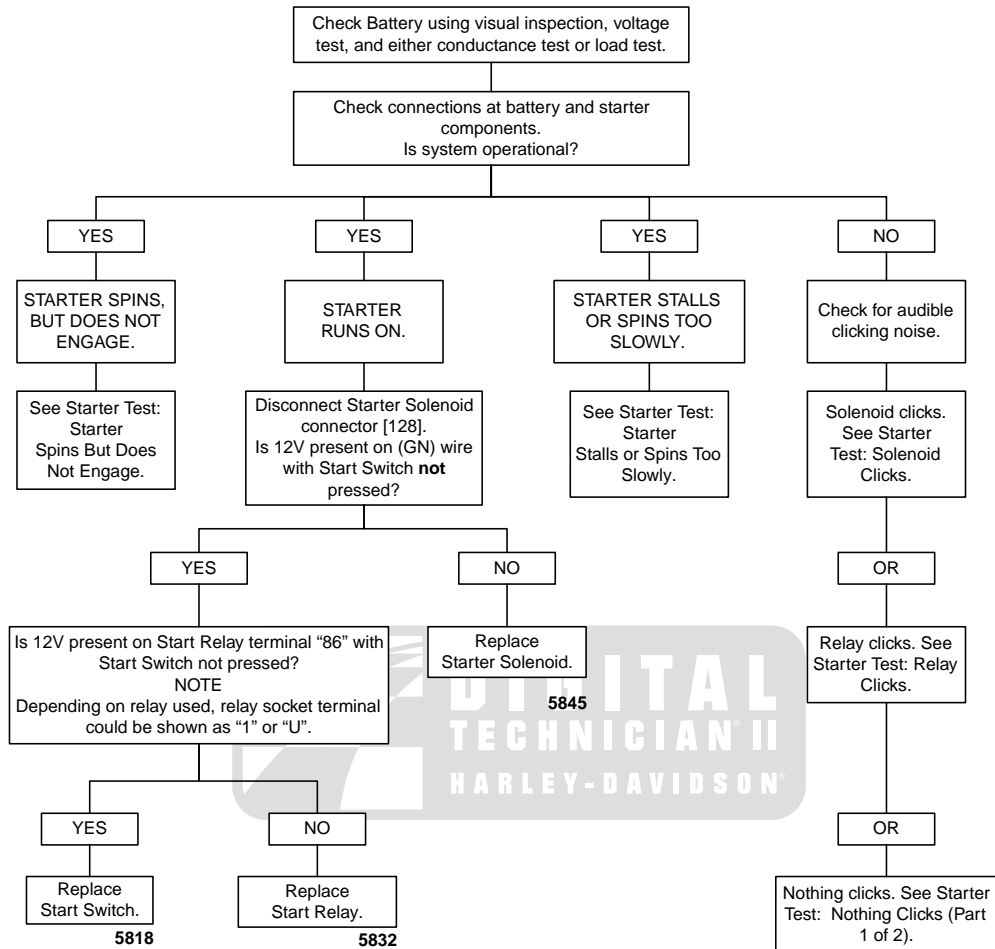 Check Battery using visual inspection, voltage
test, and either conductance test or load test.
Check connections at battery and starter
components.
Is system operational?
YES
YES
YES
NO
STARTER SPINS,
BUT DOES NOT
ENGAGE.
STARTER
RUNS ON.
STARTER STALLS
OR SPINS TOO
SLOWLY.
Check for audible
clicking noise.
See Starter Test:
Starter
Spins But Does
Not Engage.
Disconnect Starter Solenoid
connector [128].
Is 12V present on (GN) wire
with Start Switch not
pressed?
See Starter Test:
Starter
Stalls or Spins Too
Slowly.
Solenoid clicks.
See Starter
Test: Solenoid
Clicks.
YES
NO
OR
Is 12V present on Start Relay terminal “86” with
Start Switch not pressed?
NOTE
Depending on relay used, relay socket terminal
could be shown as “1” or “U”.
Replace
Starter Solenoid.
5845
Relay clicks. See
Starter Test: Relay
Clicks.
DIGITAL
TECHNICIAN® II
HARLEY-DAVIDSON®
YES
NO
OR
Replace
Start Switch.
5818
Replace
Start Relay.
5832
Nothing clicks. See Starter
Test: Nothing Clicks (Part
1 of 2).